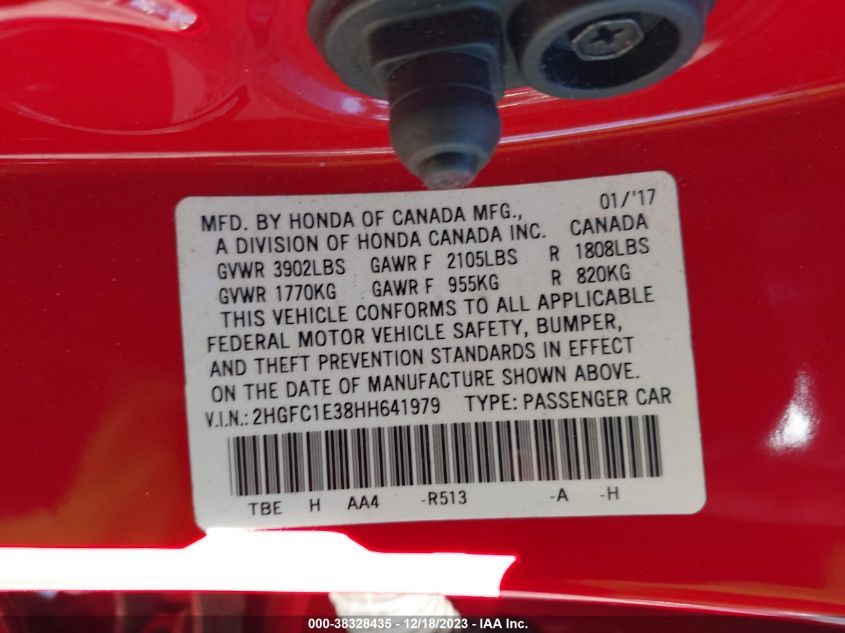 MFD. BY HONDA OF CANADA MFG., 01/'17
A DIVISION OF HONDA CANADA INC. CANADA
GVWR 3902LBS GAWR F 2105LBS R 1808LBS
GVWR 1770KG GAWR F 955KG R 820KG
THIS VEHICLE CONFORMS TO ALL APPLICABLE
FEDERAL MOTOR VEHICLE SAFETY, BUMPER,
AND THEFT PREVENTION STANDARDS IN EFFECT
ON THE DATE OF MANUFACTURE SHOWN ABOVE.
V.I.N.: 2HGFC1E38HH641979 TYPE: PASSENGER CAR
TBE H AA4 -R513 -A -H
000-38328435 - 12/18/2023 - IAA Inc.